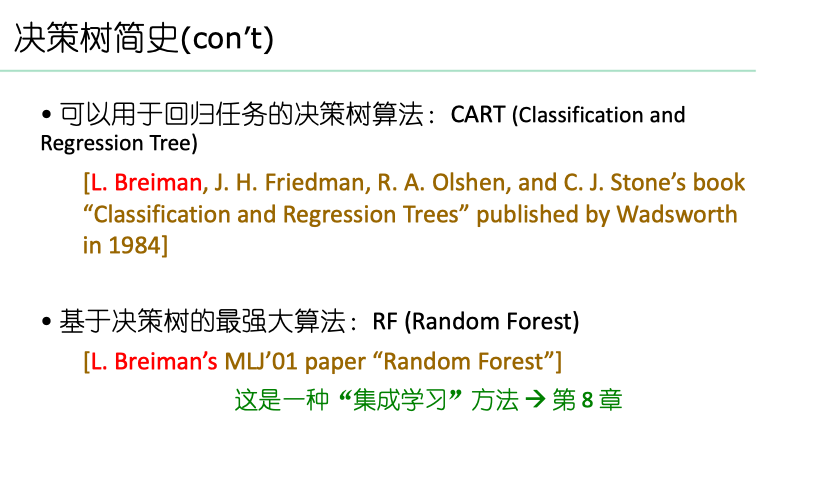 决策树简史(con’t)
• 可以用于回归任务的决策树算法：CART (Classification and
Regression Tree)
[L. Breiman, J. H. Friedman, R. A. Olshen, and C. J. Stone’s book
“Classification and Regression Trees” published by Wadsworth
in 1984]
• 基于决策树的最强大算法：RF (Random Forest)
[L. Breiman’s MLJ’01 paper “Random Forest”]
这是一种“集成学习”方法 → 第 8 章